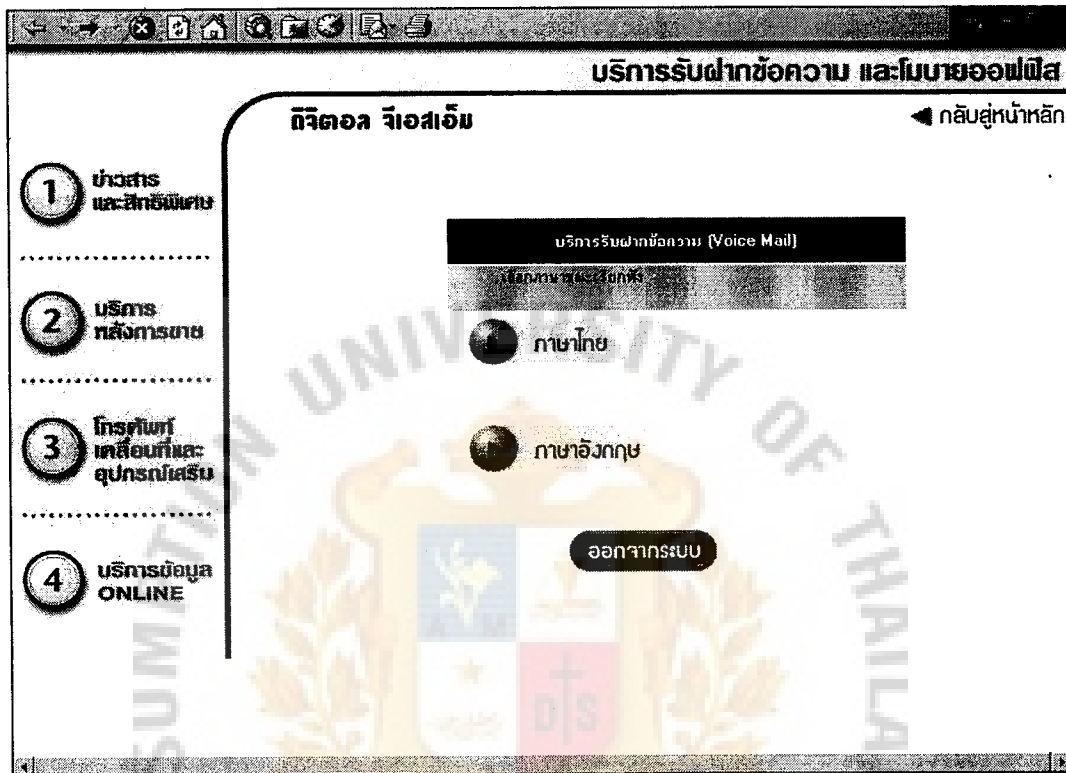 บริการรับฝากข้อความ และโมบายออฟฟิส
ดิจิตอล จีเอสเอ็ม
◀ กลับสู่หน้าหลัก
1 ข่าวสาร
และสิทธิพิเศษ
2 บริการ
หลังการขาย
3 โทรศัพท์
เคลื่อนที่และ
อุปกรณ์เสริม
4 บริการข้อมูล
ONLINE
บริการรับฝากข้อความ (Voice Mail)
ภาษาไทย
ภาษาอังกฤษ
ออกจากระบบ
SUMPTION UNIVERSITY OF THAILA
A M
D S